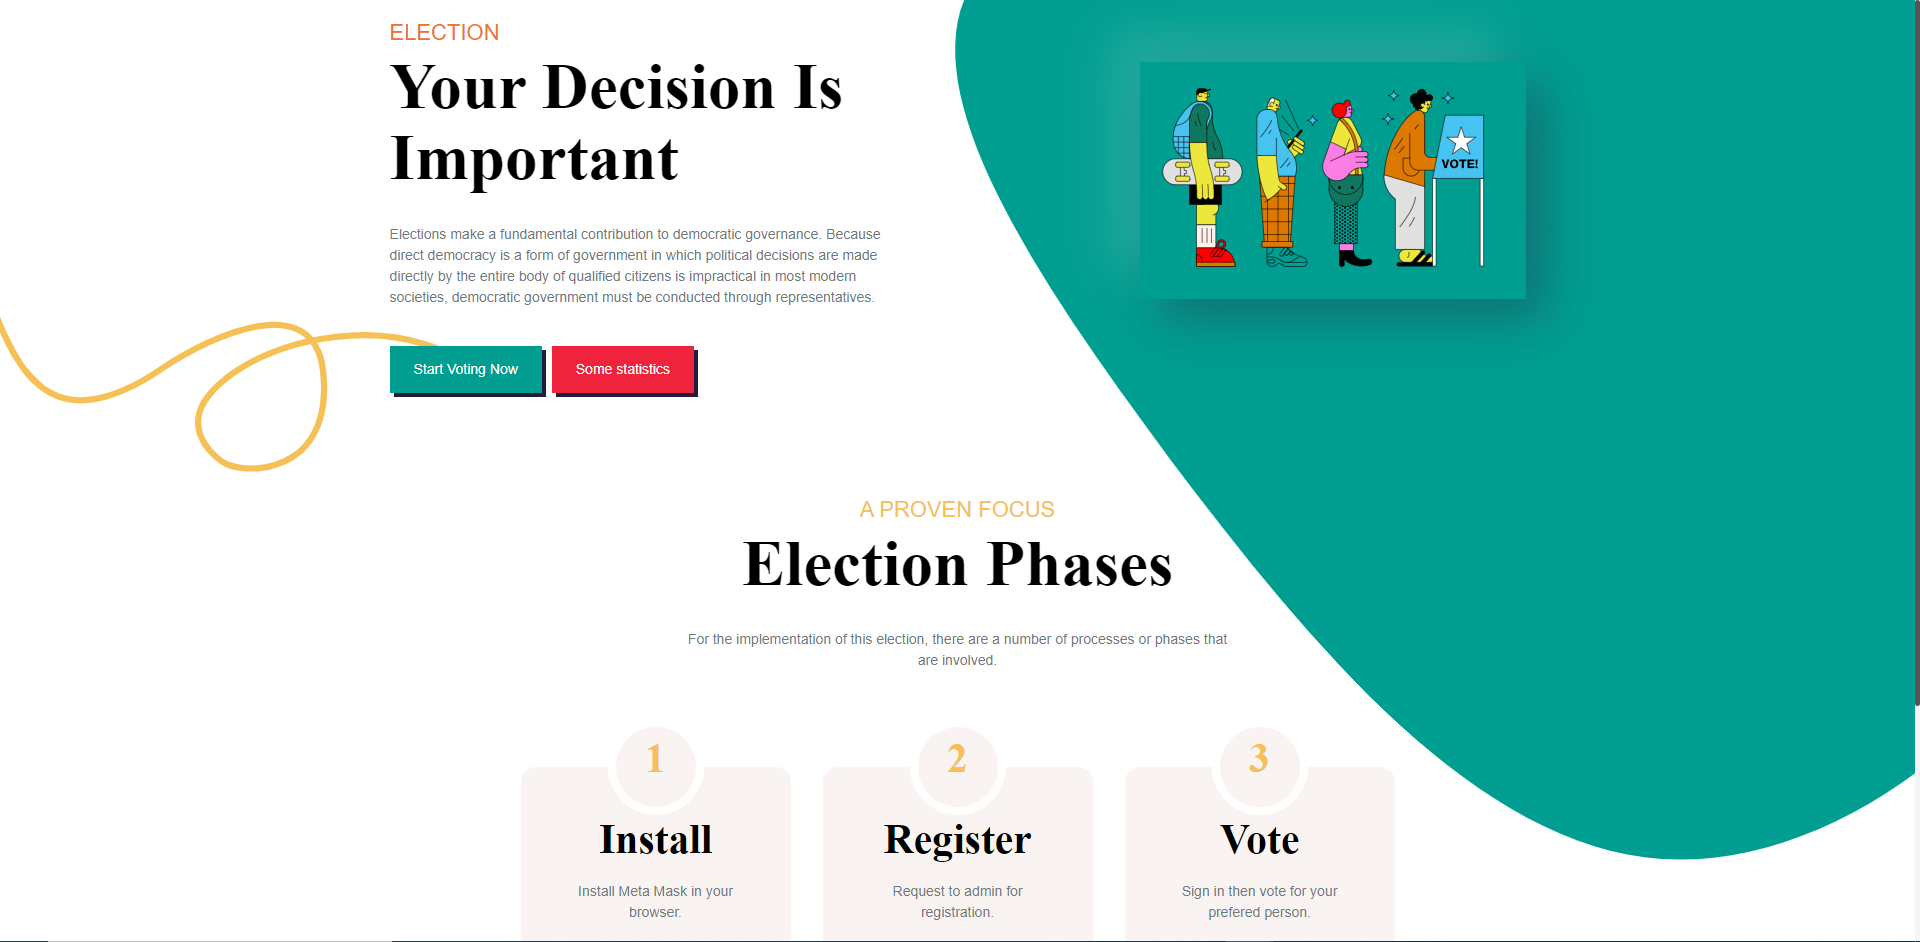 ELECTION
Your Decision Is
Important
Elections make a fundamental contribution to democratic governance. Because
direct democracy is a form of government in which political decisions are made
directly by the entire body of qualified citizens is impractical in most modern
societies, democratic government must be conducted through representatives.
Start Voting Now
Some statistics
VOTE!
A PROVEN FOCUS
Election Phases
For the implementation of this election, there are a number of processes or phases that
are involved.
1
Install
Install Meta Mask in your
browser.
2
Register
Request to admin for
registration.
3
Vote
Sign in then vote for your
prefered person.